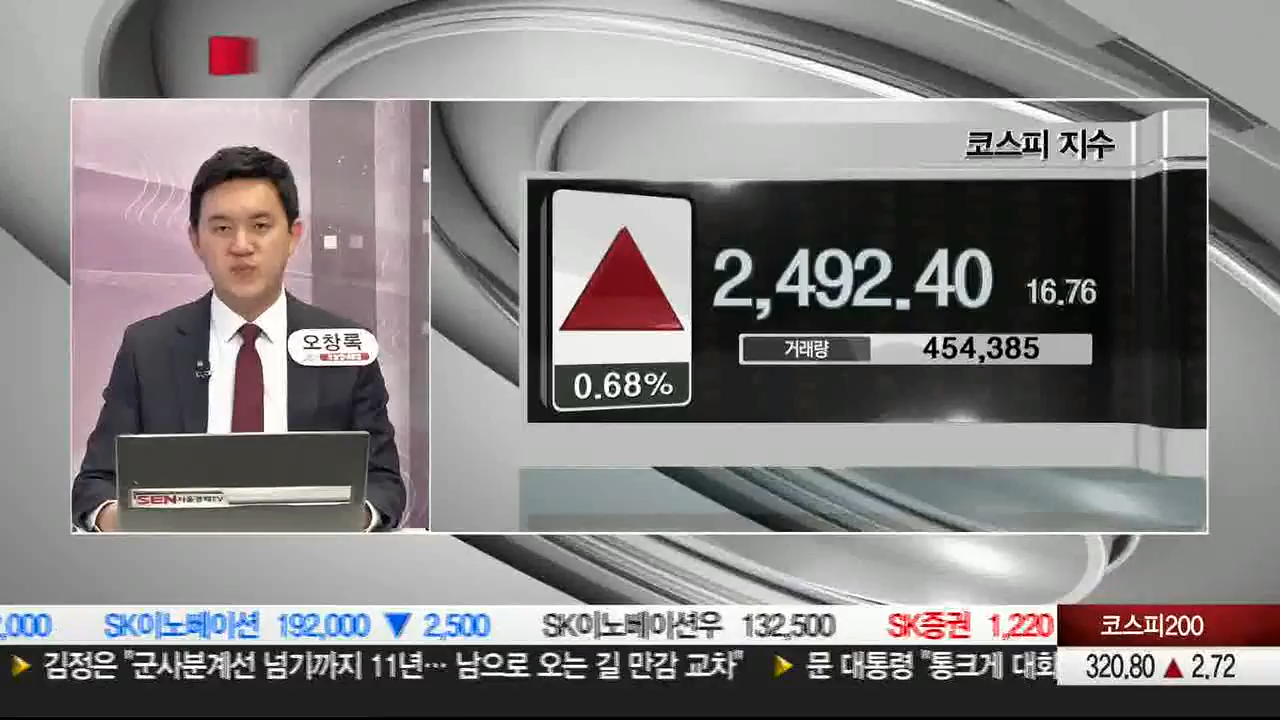 코스피 지수
2,492.40 16.76
거래량 454,385
0.68%
오창록
SEN 서울경제TV
,000 SK이노베이션 192,000 ▼ 2,500 SK이노베이션우 132,500 SK증권 1,220
코스피200
김정은 "군사분계선 넘기까지 11년… 남으로 오는 길 만감 교차" 문 대통령 "통크게 대화
320.80 ▲ 2.72